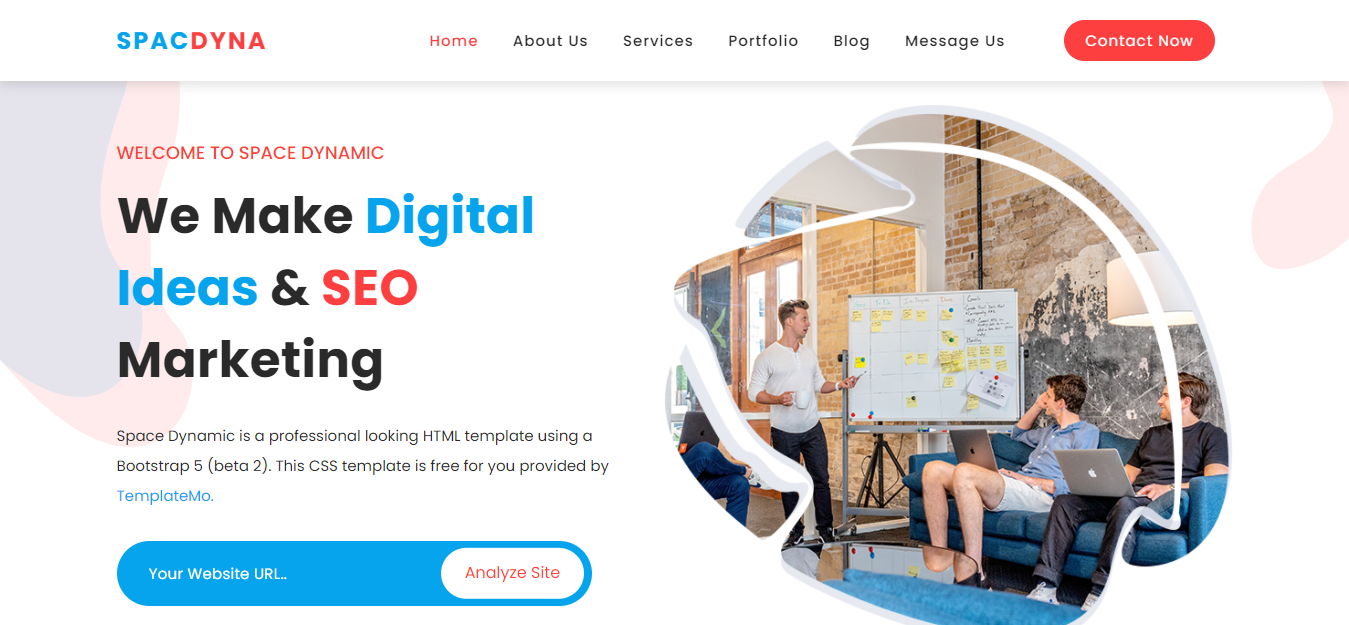 SPACDYNA
Home About Us Services Portfolio Blog Message Us Contact Now
WELCOME TO SPACE DYNAMIC
We Make Digital
Ideas & SEO
Marketing
Space Dynamic is a professional looking HTML template using a
Bootstrap 5 (beta 2). This CSS template is free for you provided by
TemplateMo.
Your Website URL..
Analyze Site